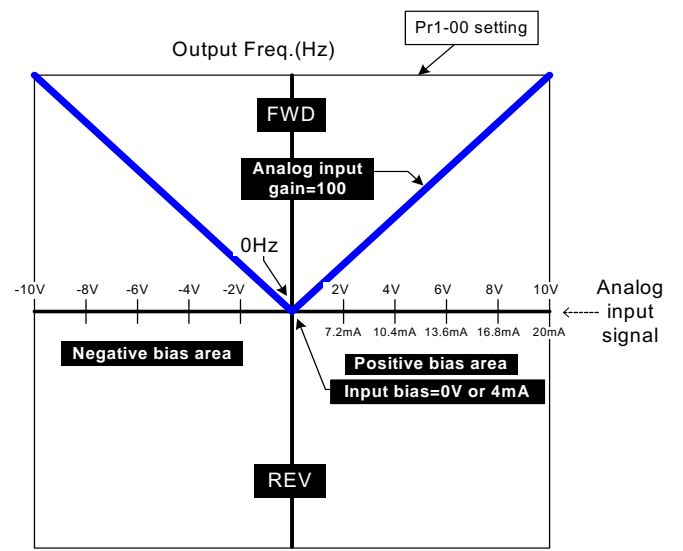 Pr1-00 setting
Output Freq.(Hz)
FWD
Analog input
gain=100
0Hz
-10V -8V -6V -4V -2V 2V 4V 6V 8V 10V
Analog
input
signal
7.2mA 10.4mA 13.6mA 16.8mA 20mA
Negative bias area
Positive bias area
Input bias=0V or 4mA
REV